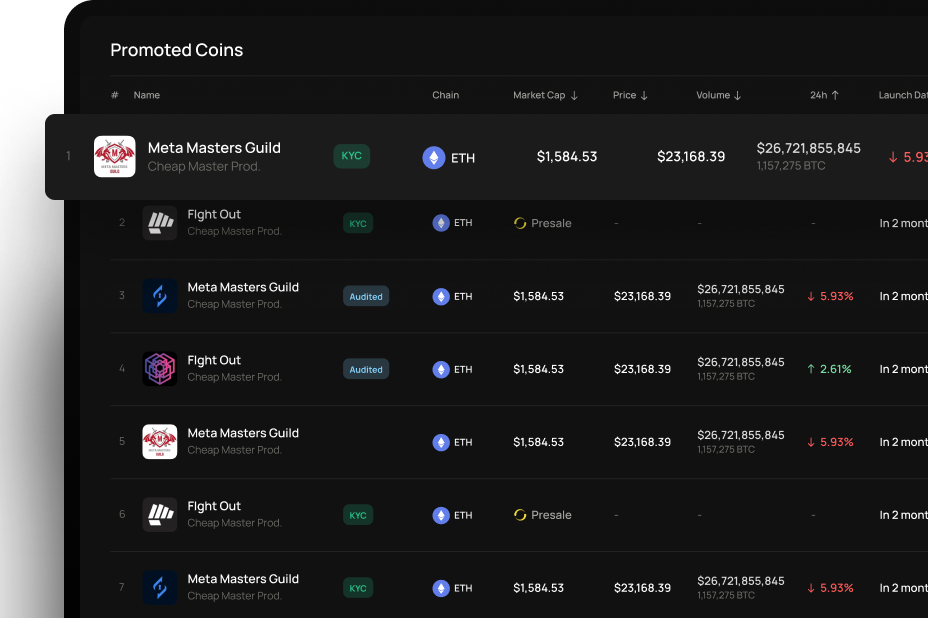 Promoted Coins
# Name Chain Market Cap ↓ Price ↓ Volume ↓ 24h ↑ Launch Dat
1 Meta Masters Guild KYC ETH $1,584.53 $23,168.39 $26,721,855,845 ↓ 5.93
Cheap Master Prod. 1,157,275 BTC
2 FIght Out KYC ETH Presale - - - In 2 mont
Cheap Master Prod.
3 Meta Masters Guild Audited ETH $1,584.53 $23,168.39 $26,721,855,845 ↓ 5.93% In 2 mont
Cheap Master Prod. 1,157,275 BTC
4 FIght Out Audited ETH $1,584.53 $23,168.39 $26,721,855,845 ↑ 2.61% In 2 mont
Cheap Master Prod. 1,157,275 BTC
5 Meta Masters Guild ETH $1,584.53 $23,168.39 $26,721,855,845 ↓ 5.93% In 2 mont
Cheap Master Prod. 1,157,275 BTC
6 FIght Out KYC ETH Presale - - - In 2 mont
Cheap Master Prod.
7 Meta Masters Guild KYC ETH $1,584.53 $23,168.39 $26,721,855,845 ↓ 5.93% In 2 mont
Cheap Master Prod. 1,157,275 BTC